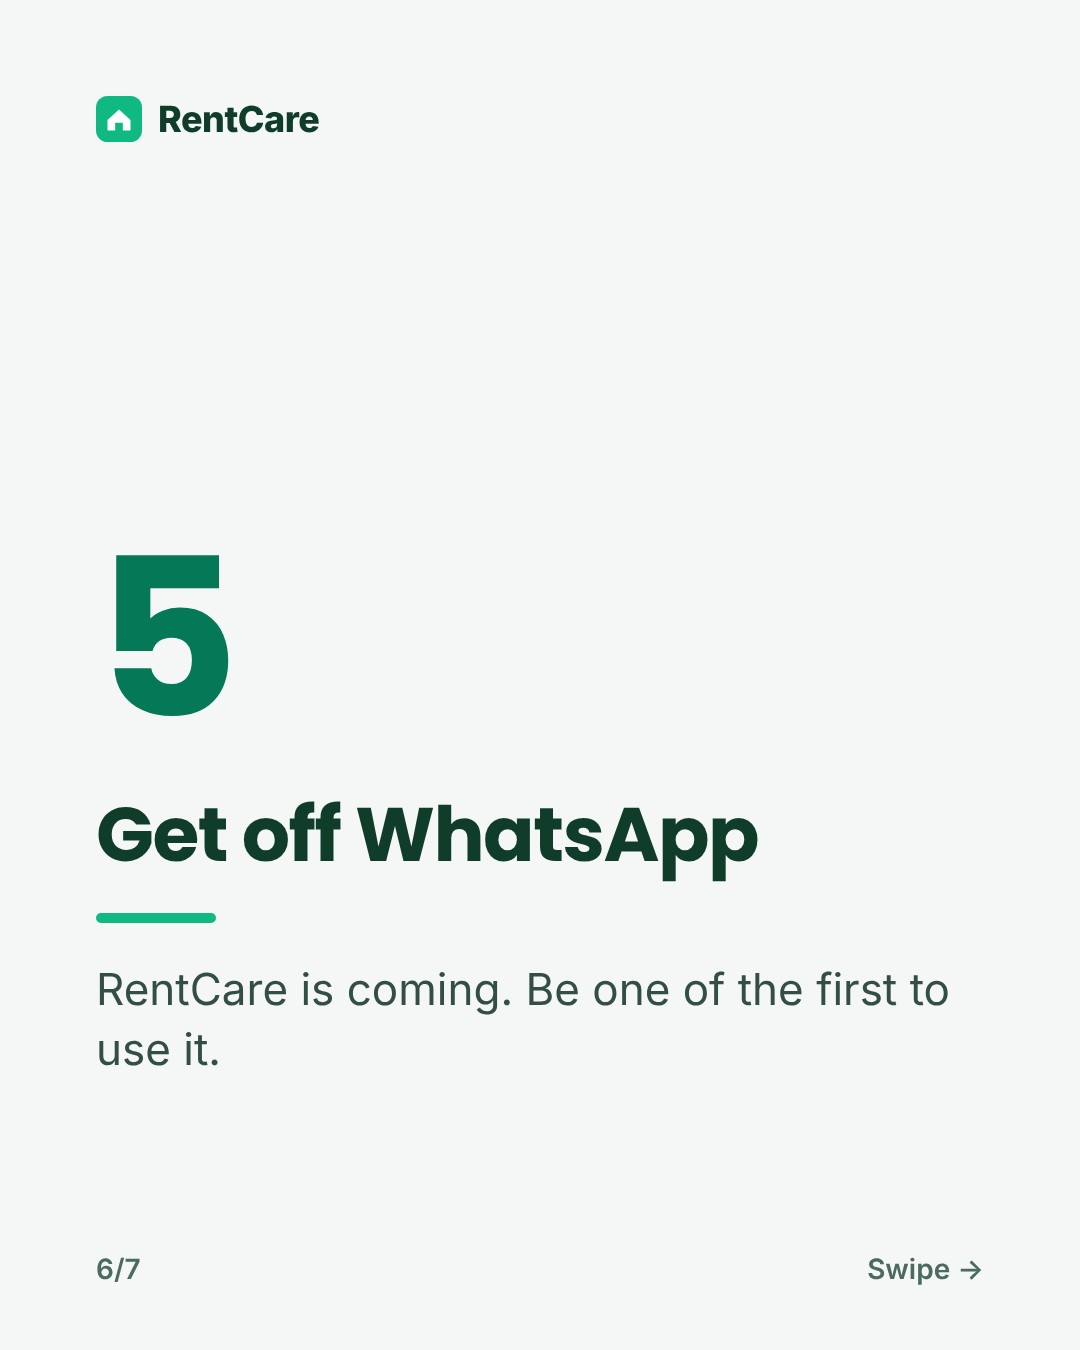 RentCare
5
Get off WhatsApp
RentCare is coming. Be one of the first to
use it.
6/7
Swipe →